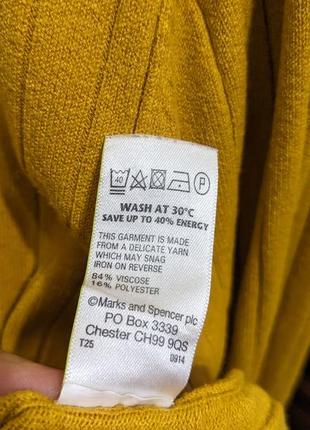 40 P
WASH AT 30°C
SAVE UP TO 40% ENERGY
THIS GARMENT IS MADE
FROM A DELICATE YARN
WHICH MAY SNAG
IRON ON REVERSE
84% VISCOSE
16% POLYESTER
©Marks and Spencer plc
PO Box 3339
Chester CH99 9QS
T25 0914